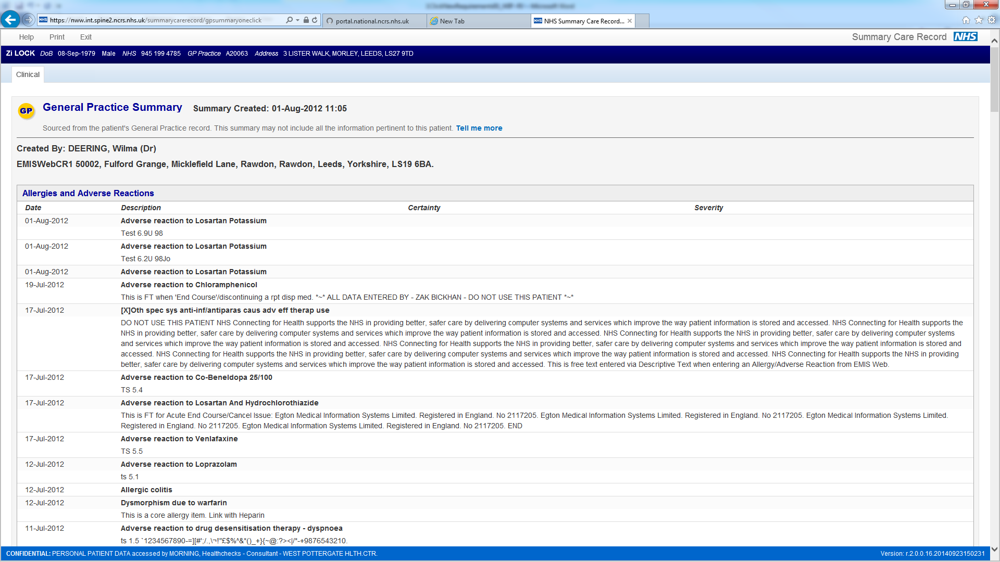 https://nww.int.spine2.ncrs.nhs.uk/summarycarerecord/gpsummaryoneclick
portal.national.ncrs.nhs.uk
New Tab
NHS NHS Summary Care Record...
Help Print Exit
Summary Care Record NHS
Zi LOCK DoB 08-Sep-1979 Male NHS 945 199 4785 GP Practice A20063 Address 3 LISTER WALK, MORLEY, LEEDS, LS27 9TD
Clinical
GP General Practice Summary Summary Created: 01-Aug-2012 11:05
Sourced from the patient's General Practice record. This summary may not include all the information pertinent to this patient. Tell me more
Created By: DEERING, Wilma (Dr)
EMISWebCR1 50002, Fulford Grange, Micklefield Lane, Rawdon, Rawdon, Leeds, Yorkshire, LS19 6BA.
Allergies and Adverse Reactions
Date Description Certainty Severity
01-Aug-2012 Adverse reaction to Losartan Potassium
Test 6.9U 98
01-Aug-2012 Adverse reaction to Losartan Potassium
Test 6.2U 98Jo
01-Aug-2012 Adverse reaction to Losartan Potassium
19-Jul-2012 Adverse reaction to Chloramphenicol
This is FT when 'End Course'/discontinuing a rpt disp med. *~* ALL DATA ENTERED BY - ZAK BICKHAN - DO NOT USE THIS PATIENT *~*
17-Jul-2012 [X]Oth spec sys anti-inf/antiparas caus adv eff therap use
DO NOT USE THIS PATIENT NHS Connecting for Health supports the NHS in providing better, safer care by delivering computer systems and services which improve the way patient information is stored and accessed. NHS Connecting for Health supports the
NHS in providing better, safer care by delivering computer systems and services which improve the way patient information is stored and accessed. NHS Connecting for Health supports the NHS in providing better, safer care by delivering computer systems
and services which improve the way patient information is stored and accessed. NHS Connecting for Health supports the NHS in providing better, safer care by delivering computer systems and services which improve the way patient information is stored and
accessed. NHS Connecting for Health supports the NHS in providing better, safer care by delivering computer systems and services which improve the way patient information is stored and accessed. NHS Connecting for Health supports the NHS in providing
better, safer care by delivering computer systems and services which improve the way patient information is stored and accessed. This is free text entered via Descriptive Text when entering an Allergy/Adverse Reaction from EMIS Web.
17-Jul-2012 Adverse reaction to Co-Beneldopa 25/100
TS 5.4
17-Jul-2012 Adverse reaction to Losartan And Hydrochlorothiazide
This is FT for Acute End Course/Cancel Issue: Egton Medical Information Systems Limited. Registered in England. No 2117205. Egton Medical Information Systems Limited. Registered in England. No 2117205. Egton Medical Information Systems Limited.
Registered in England. No 2117205. Egton Medical Information Systems Limited. Registered in England. No 2117205. END
17-Jul-2012 Adverse reaction to Venlafaxine
TS 5.5
12-Jul-2012 Adverse reaction to Loprazolam
ts 5.1
12-Jul-2012 Allergic colitis
12-Jul-2012 Dysmorphism due to warfarin
This is a core allergy item. Link with Heparin
11-Jul-2012 Adverse reaction to drug desensitisation therapy - dyspnoea
ts 1.5 `1234567890-=][#';/.,\¬!"£$%^&*()_+}{~@:?><|/*-+9876543210.
CONFIDENTIAL: PERSONAL PATIENT DATA accessed by MORNING, Healthchecks - Consultant - WEST POTTERGATE HLTH.CTR.
Version: r.2.0.0.16.20140923150231